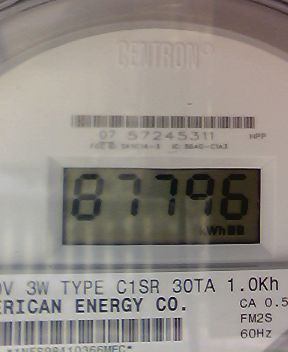 CENTRON®
07 57245311 NPP
87796
kWh
0V 3W TYPE C1SR 30TA 1.0Kh
ERICAN ENERGY CO. CA 0.5
FM2S
60Hz